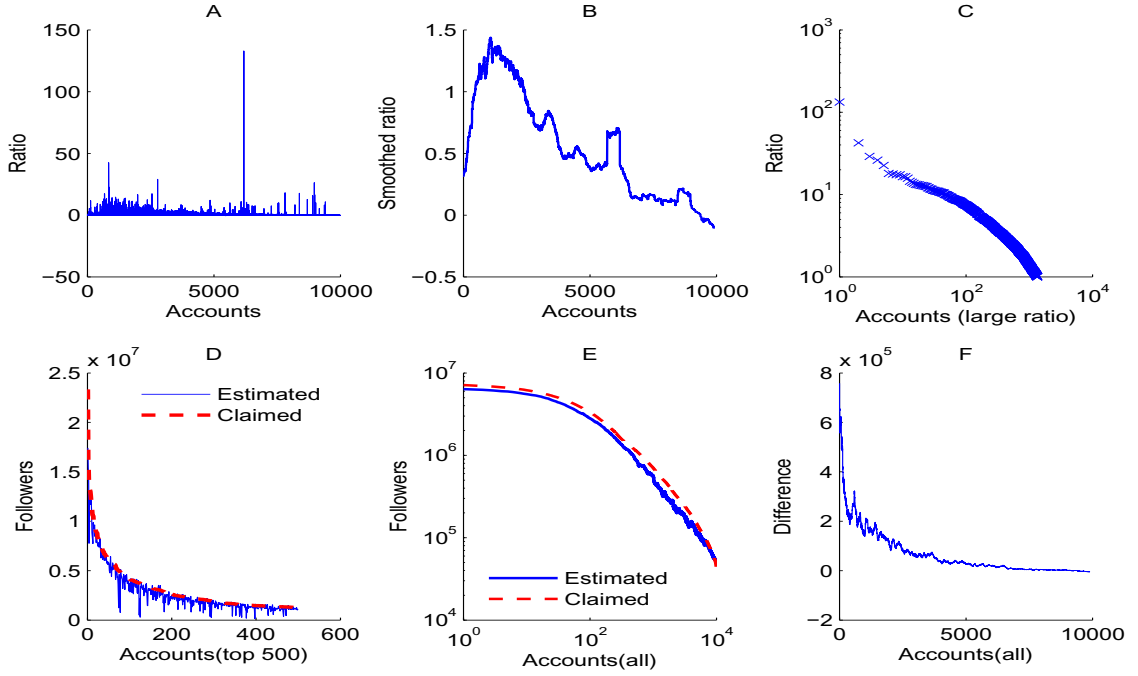 A
Ratio
150
100
50
0
−50
0 5000 10000
Accounts
B
Smoothed ratio
1.5
1
0.5
0
−0.5
0 5000 10000
Accounts
C
Ratio
10^3
10^2
10^1
10^0
10^0 10^2 10^4
Accounts (large ratio)
D
x 10^7
Followers
2.5
2
1.5
1
0.5
0
0 200 400 600
Accounts(top 500)
Estimated
Claimed
E
Followers
10^7
10^6
10^5
10^4
10^0 10^2 10^4
Accounts(all)
Estimated
Claimed
F
x 10^5
Difference
8
6
4
2
0
−2
0 5000 10000
Accounts(all)